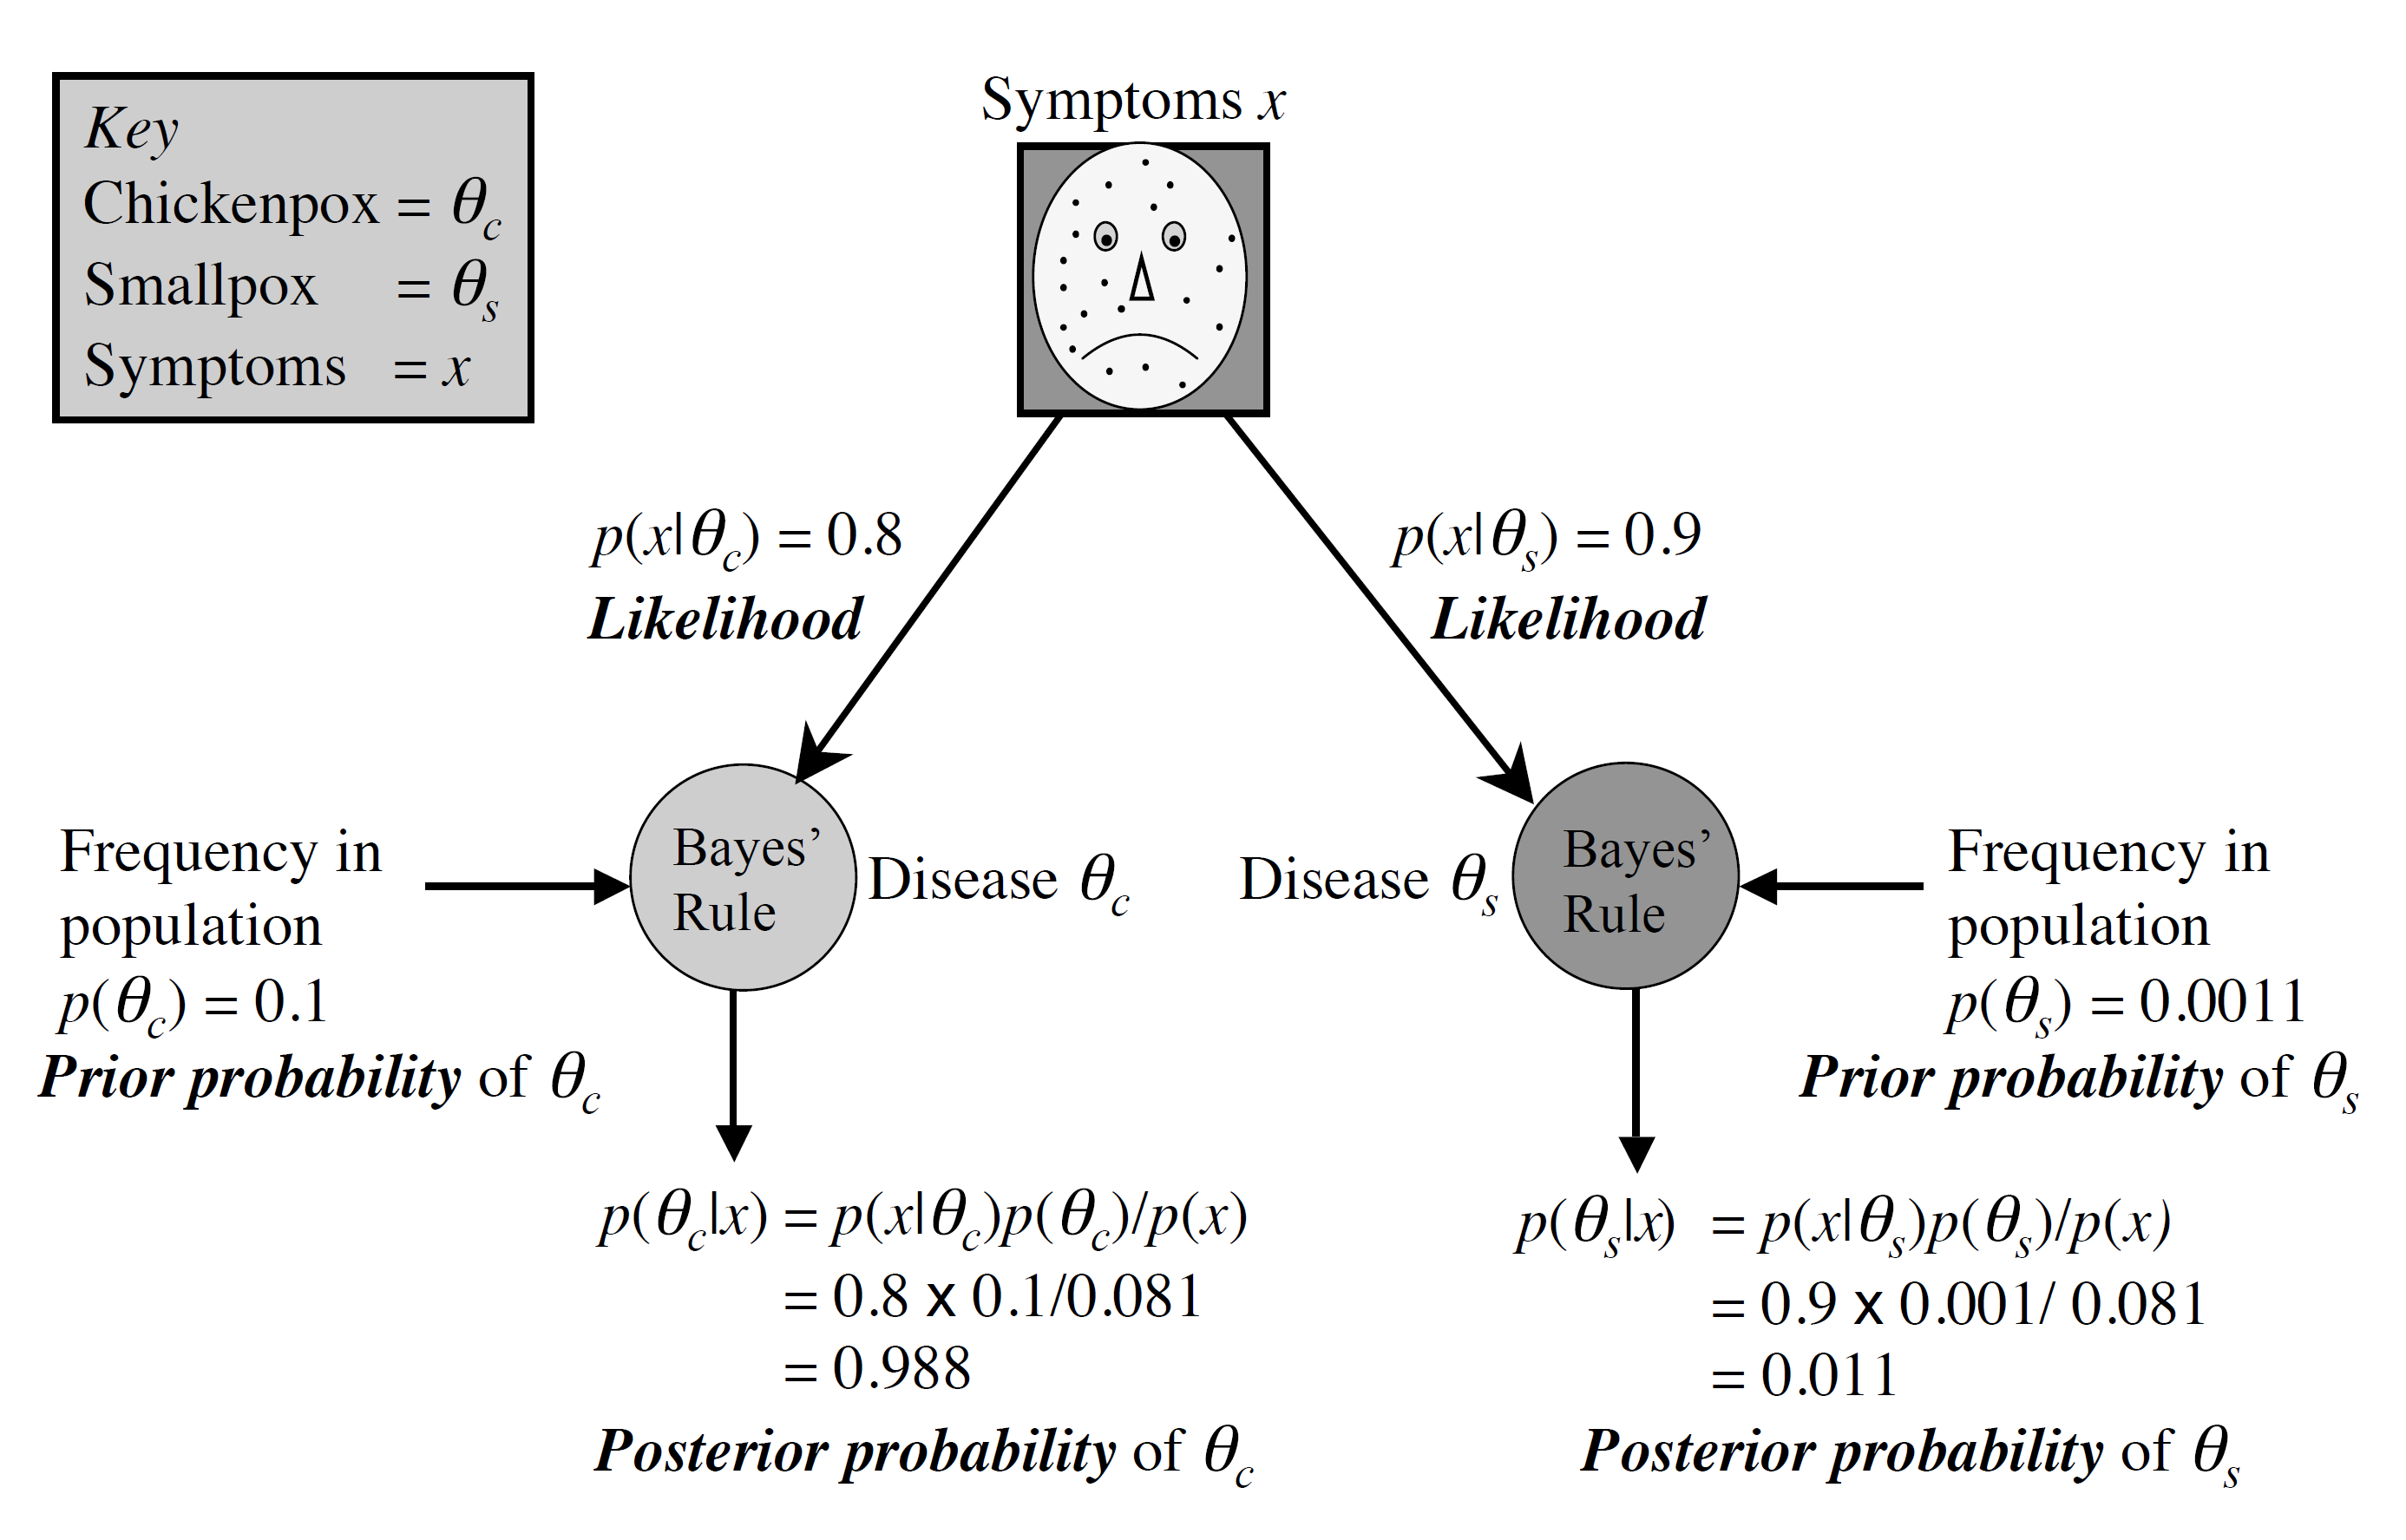 Key
Chickenpox = θc
Smallpox = θs
Symptoms = x
Symptoms x
p(x|θc) = 0.8
Likelihood
p(x|θs) = 0.9
Likelihood
Frequency in
population
p(θc) = 0.1
Prior probability of θc
Bayes’
Rule
Disease θc
Disease θs
Bayes’
Rule
Frequency in
population
p(θs) = 0.0011
Prior probability of θs
p(θc|x) = p(x|θc)p(θc)/p(x)
= 0.8 x 0.1/0.081
= 0.988
Posterior probability of θc
p(θs|x) = p(x|θs)p(θs)/p(x)
= 0.9 x 0.001/ 0.081
= 0.011
Posterior probability of θs